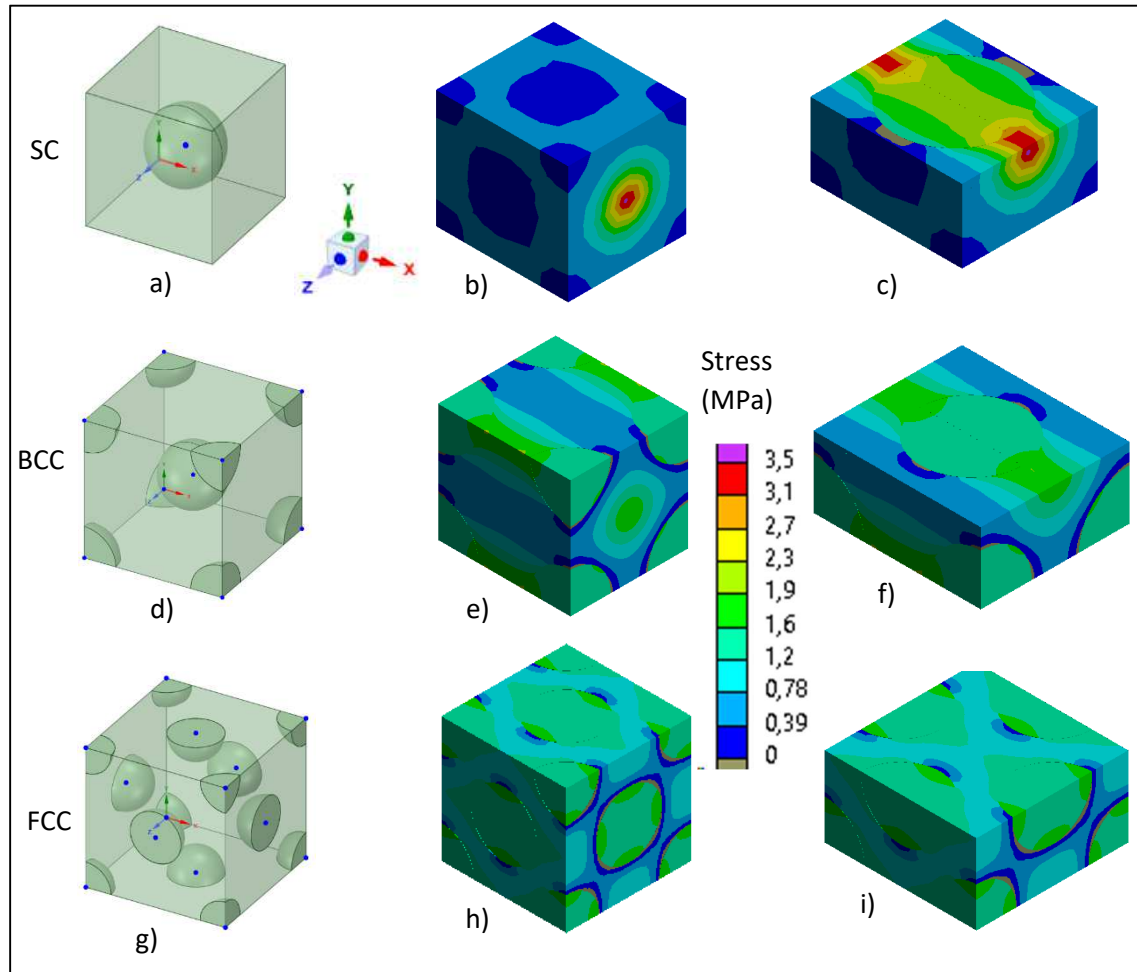 SC
a)
Y
X
Z
b)
c)
BCC
d)
e)
Stress
(MPa)
3,5
3,1
2,7
2,3
1,9
1,6
1,2
0,78
0,39
0
f)
FCC
g)
h)
i)